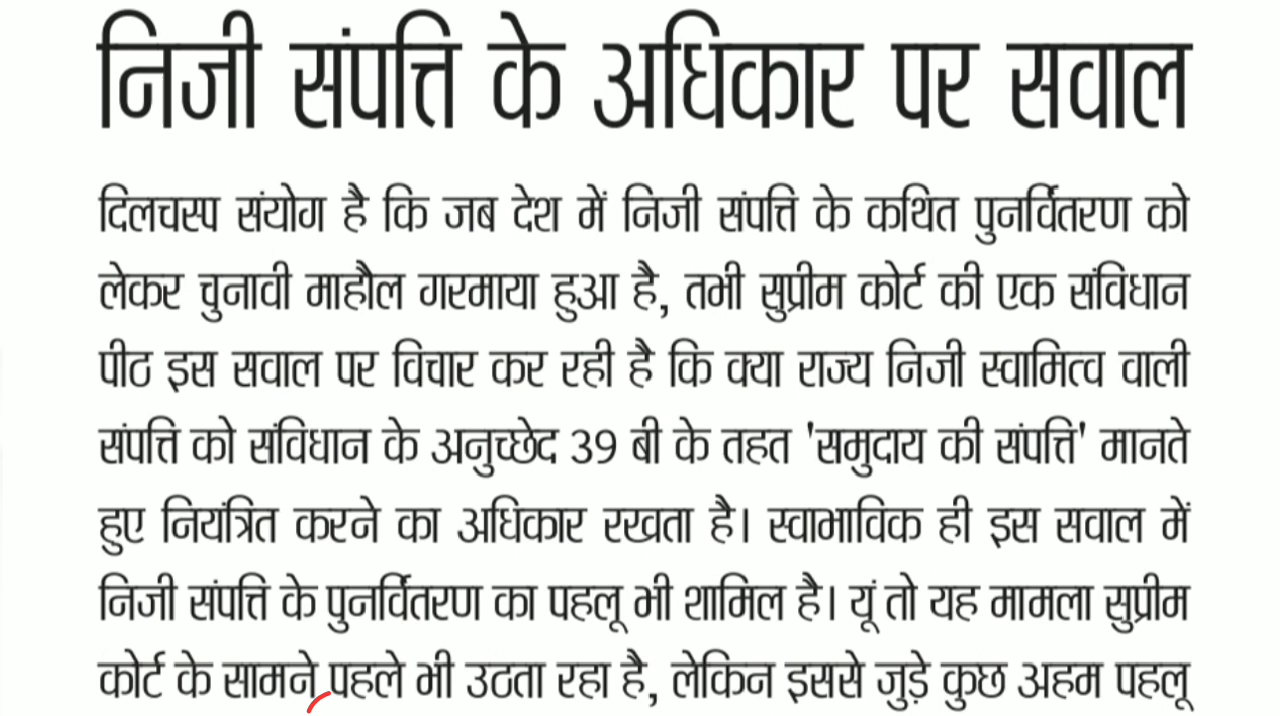 निजी संपत्ति के अधिकार पर सवाल
दिलचस्प संयोग है कि जब देश में निजी संपत्ति के कथित पुनर्वितरण को
लेकर चुनावी माहौल गरमाया हुआ है, तभी सुप्रीम कोर्ट की एक संविधान
पीठ इस सवाल पर विचार कर रही है कि क्या राज्य निजी स्वामित्व वाली
संपत्ति को संविधान के अनुच्छेद 39 बी के तहत 'समुदाय की संपत्ति' मानते
हुए नियंत्रित करने का अधिकार रखता है। स्वाभाविक ही इस सवाल में
निजी संपत्ति के पुनर्वितरण का पहलू भी शामिल है। यूं तो यह मामला सुप्रीम
कोर्ट के सामने पहले भी उठता रहा है, लेकिन इससे जुड़े कुछ अहम पहलू